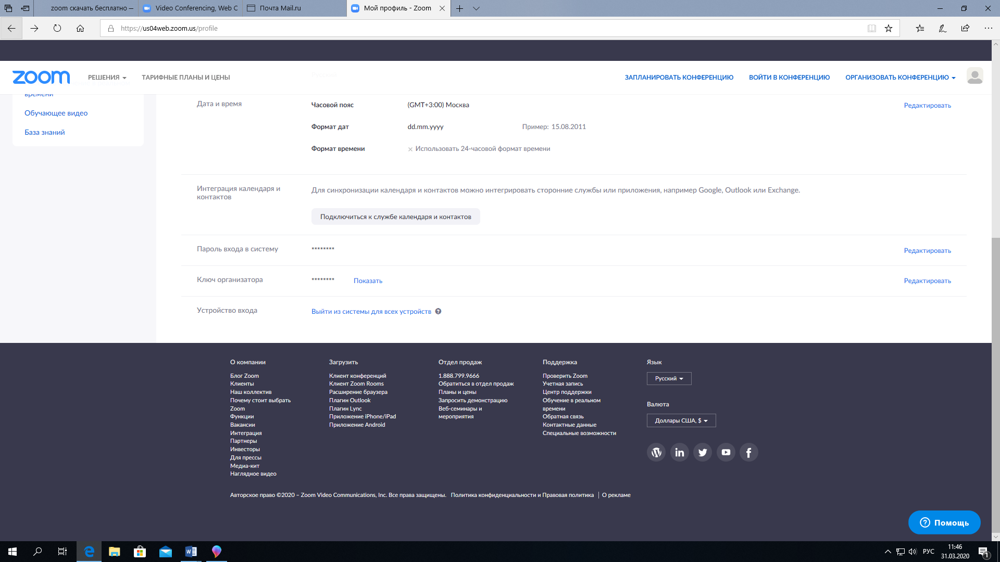 zoom скачать бесплатно —
Video Conferencing, Web C
Почта Mail.ru
Мой профиль - Zoom
https://us04web.zoom.us/profile
zoom
РЕШЕНИЯ
ТАРИФНЫЕ ПЛАНЫ И ЦЕНЫ
ЗАПЛАНИРОВАТЬ КОНФЕРЕНЦИЮ
ВОЙТИ В КОНФЕРЕНЦИЮ
ОРГАНИЗОВАТЬ КОНФЕРЕНЦИЮ
времени
Обучающее видео
База знаний
Дата и время
Часовой пояс
(GMT+3:00) Москва
Редактировать
Формат дат
dd.mm.yyyy
Пример: 15.08.2011
Формат времени
× Использовать 24-часовой формат времени
Интеграция календаря и
контактов
Для синхронизации календаря и контактов можно интегрировать сторонние службы или приложения, например Google, Outlook или Exchange.
Подключиться к службе календаря и контактов
Пароль входа в систему
********
Редактировать
Ключ организатора
********
Показать
Редактировать
Устройство входа
Выйти из системы для всех устройств ?
О компании
Блог Zoom
Клиенты
Наш коллектив
Почему стоит выбрать
Zoom
Функции
Вакансии
Интеграция
Партнеры
Инвесторы
Для прессы
Медиа-кит
Наглядное видео
Загрузить
Клиент конференций
Клиент Zoom Rooms
Расширение браузера
Плагин Outlook
Плагин Lync
Приложение iPhone/iPad
Приложение Android
Отдел продаж
1.888.799.9666
Обратиться в отдел продаж
Планы и цены
Запросить демонстрацию
Веб-семинары и
мероприятия
Поддержка
Проверить Zoom
Учетная запись
Центр поддержки
Обучение в реальном
времени
Обратная связь
Контактные данные
Специальные возможности
Язык
Русский
Валюта
Доллары США, $
Авторское право ©2020 – Zoom Video Communications, Inc. Все права защищены.
Политика конфиденциальности и Правовая политика | О рекламе
? Помощь
РУС
11:46
31.03.2020
1